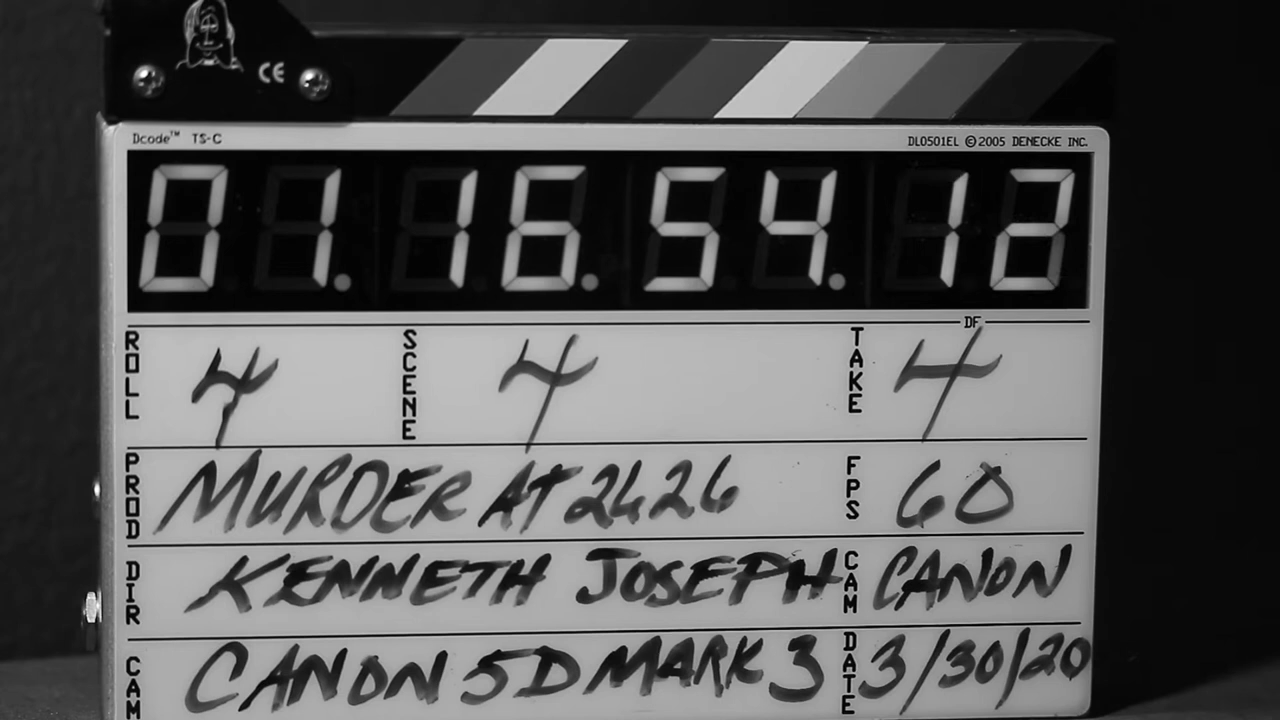 CE
Dcode™ TS-C DL0501EL ©2005 DENECKE INC.
01.16.54.12
DF
ROLL 4 SCENE 4 TAKE 4
PROD MURDER AT 2626 FPS 60
DIR KENNETH JOSEPH CAM CANON
CAM CANON 5D MARK 3 DATE 3/30/20